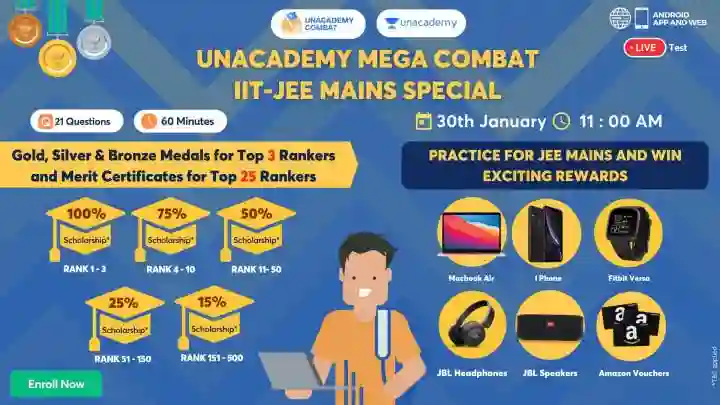 UNACADEMY
COMBAT
unacademy
ANDROID
APP AND WEB
LIVE Test
UNACADEMY MEGA COMBAT
IIT-JEE MAINS SPECIAL
21 Questions
60 Minutes
30th January 11 : 00 AM
Gold, Silver & Bronze Medals for Top 3 Rankers
and Merit Certificates for Top 25 Rankers
PRACTICE FOR JEE MAINS AND WIN
EXCITING REWARDS
100% 75% 50%
Scholarship* Scholarship* Scholarship*
RANK 1 - 3 RANK 4 - 10 RANK 11- 50
Macbook Air I Phone Fitbit Versa
25% 15%
Scholarship* Scholarship*
RANK 51 - 150 RANK 151 - 500
JBL
a a a
JBL Headphones JBL Speakers Amazon Vouchers
Enroll Now
*T&C applied